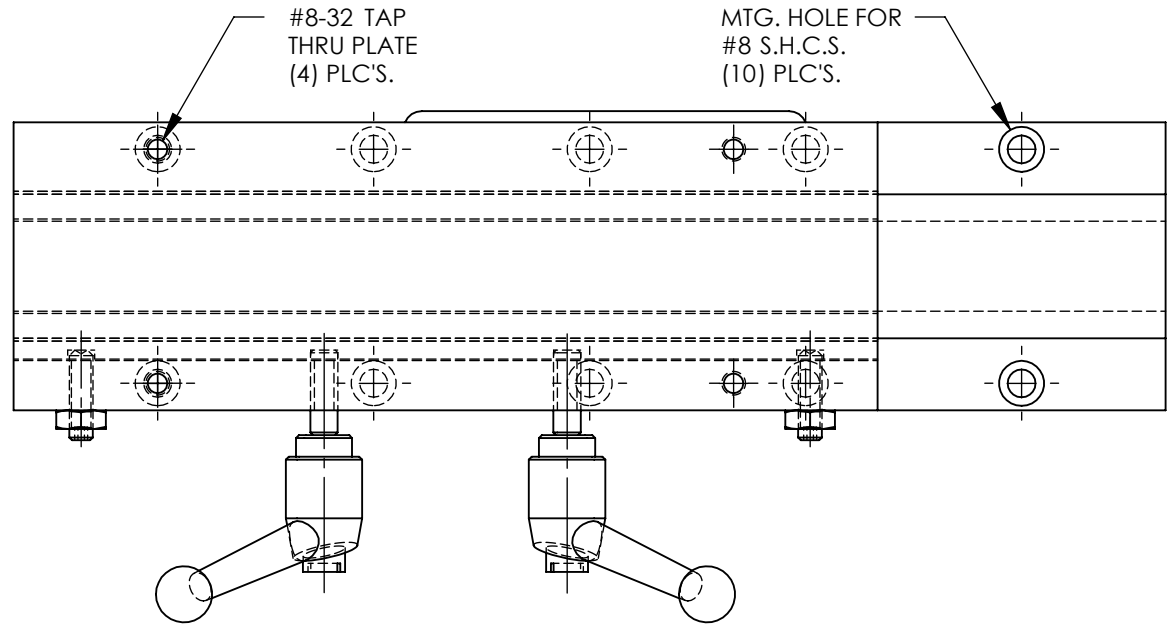 #8-32 TAP
THRU PLATE
(4) PLC'S.
MTG. HOLE FOR
#8 S.H.C.S.
(10) PLC'S.